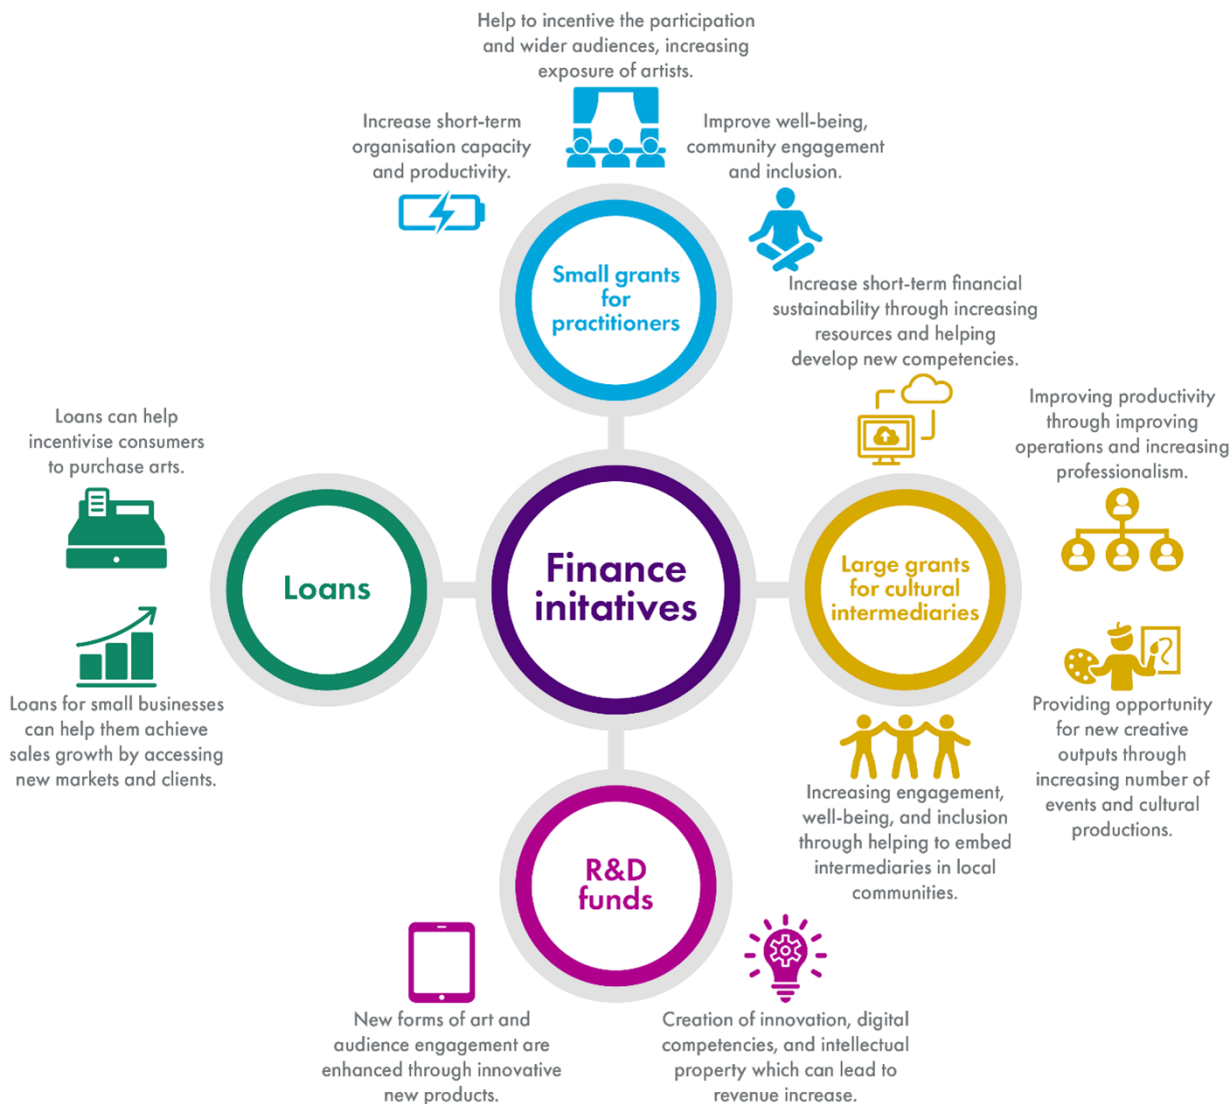 Help to incentive the participation
and wider audiences, increasing
exposure of artists.
Increase short-term
organisation capacity
and productivity.
Improve well-being,
community engagement
and inclusion.
Small grants
for
practitioners
Increase short-term financial
sustainability through increasing
resources and helping
develop new competencies.
Improving productivity
through improving
operations and increasing
professionalism.
Loans can help
incentivise consumers
to purchase arts.
Loans
Finance
initatives
Large grants
for cultural
intermediaries
Loans for small businesses
can help them achieve
sales growth by accessing
new markets and clients.
Providing opportunity
for new creative
outputs through
increasing number of
events and cultural
productions.
Increasing engagement,
well-being, and inclusion
through helping to embed
intermediaries in local
communities.
R&D
funds
New forms of art and
audience engagement are
enhanced through innovative
new products.
Creation of innovation, digital
competencies, and intellectual
property which can lead to
revenue increase.